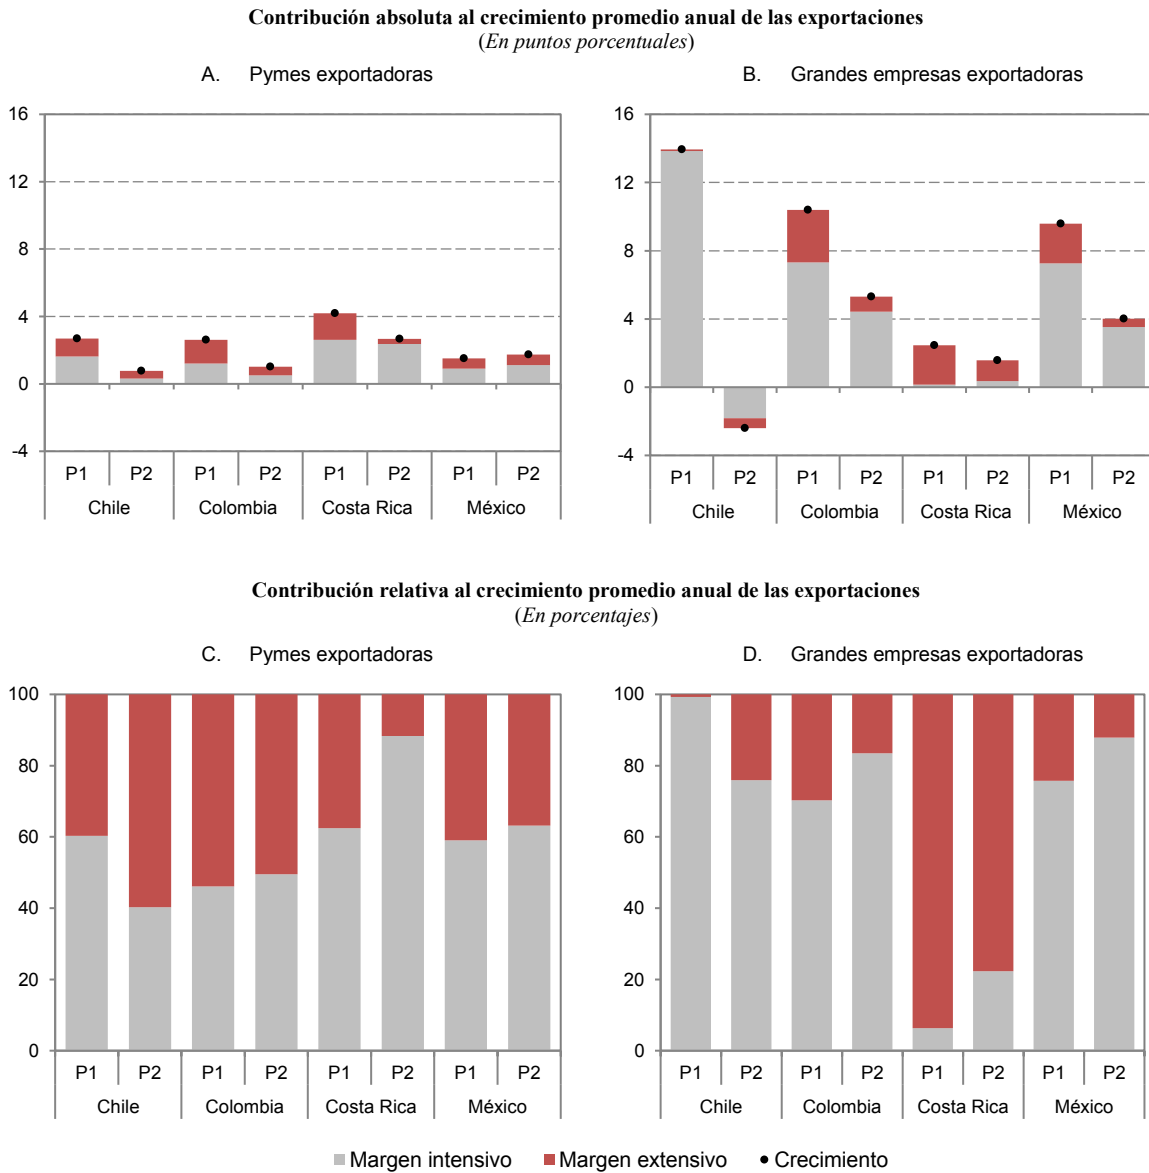 Contribución absoluta al crecimiento promedio anual de las exportaciones
(En puntos porcentuales)
A. Pymes exportadoras
16
12
8
4
0
-4
P1 P2 P1 P2 P1 P2 P1 P2
Chile Colombia Costa Rica México
B. Grandes empresas exportadoras
16
12
8
4
0
-4
P1 P2 P1 P2 P1 P2 P1 P2
Chile Colombia Costa Rica México
Contribución relativa al crecimiento promedio anual de las exportaciones
(En porcentajes)
C. Pymes exportadoras
100
80
60
40
20
0
P1 P2 P1 P2 P1 P2 P1 P2
Chile Colombia Costa Rica México
D. Grandes empresas exportadoras
100
80
60
40
20
0
P1 P2 P1 P2 P1 P2 P1 P2
Chile Colombia Costa Rica México
Margen intensivo Margen extensivo Crecimiento